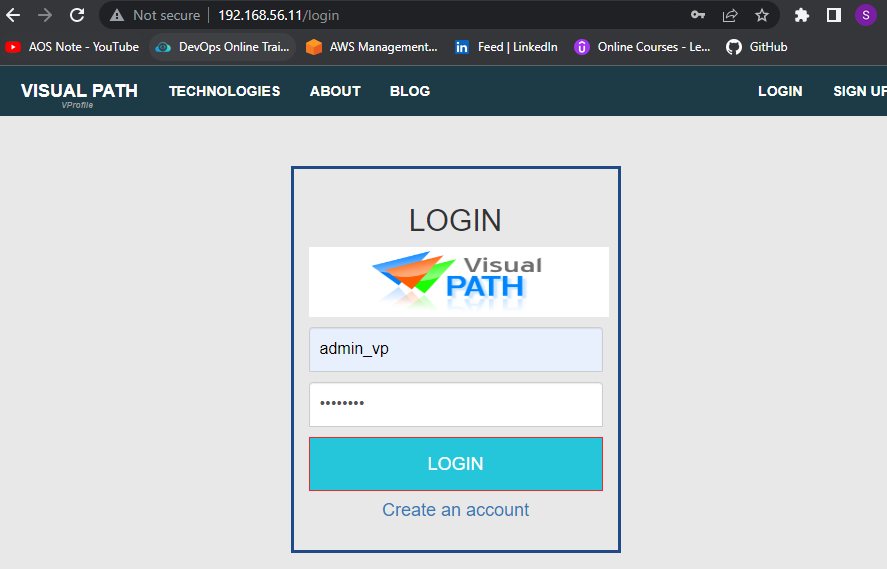 Not secure | 192.168.56.11/login
S
AOS Note - YouTube DevOps Online Trai... AWS Management... Feed | LinkedIn Online Courses - Le... GitHub
VISUAL PATH TECHNOLOGIES ABOUT BLOG LOGIN SIGN UP
VProfile
LOGIN
Visual
PATH
admin_vp
••••••••
LOGIN
Create an account